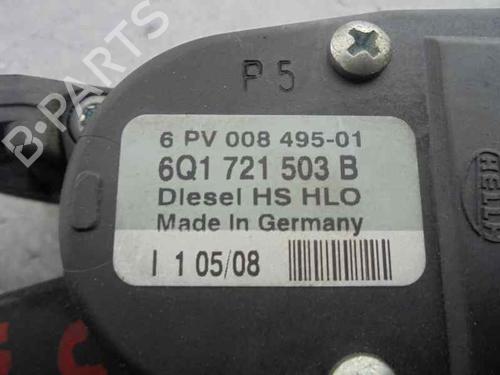 B-PARTS
P 5
6 PV 008 495-01
6Q1 721 503 B
Diesel HS HLO
Made In Germany
I 1 05/08
HELLA